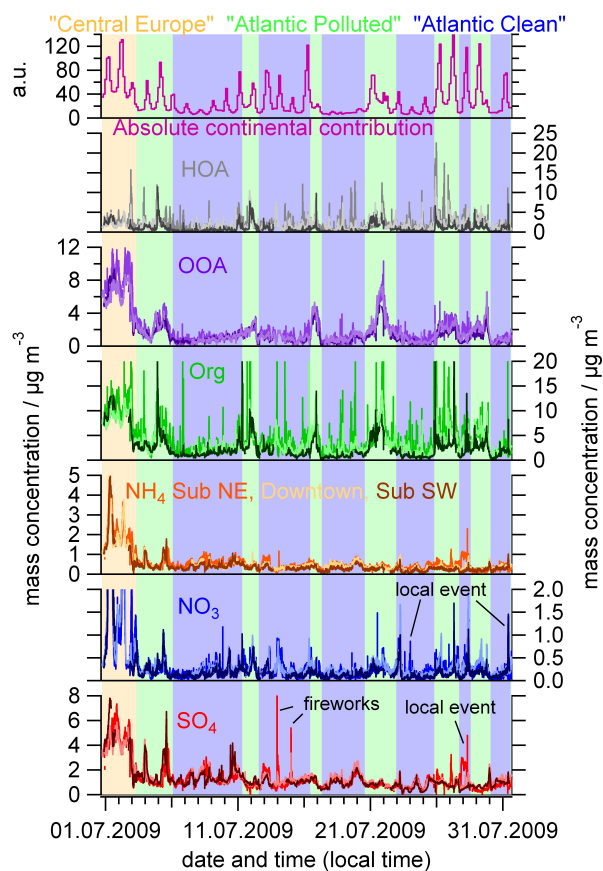 "Central Europe" "Atlantic Polluted" "Atlantic Clean"
a.u.
120
80
40
0
Absolute continental contribution
HOA
25
20
15
10
5
0
12
8
4
0
OOA
mass concentration / µg m⁻³
mass concentration / µg m⁻³
Org
20
15
10
5
0
5
4
3
2
1
0
NH₄ Sub NE, Downtown, Sub SW
NO₃
local event
2.0
1.5
1.0
0.5
0.0
8
6
4
2
0
SO₄
fireworks
local event
01.07.2009 11.07.2009 21.07.2009 31.07.2009
date and time (local time)